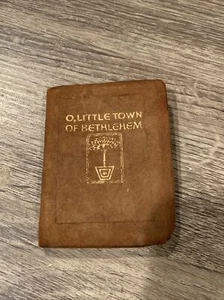 O, LITTLE TOWN
OF BETHLEHEM